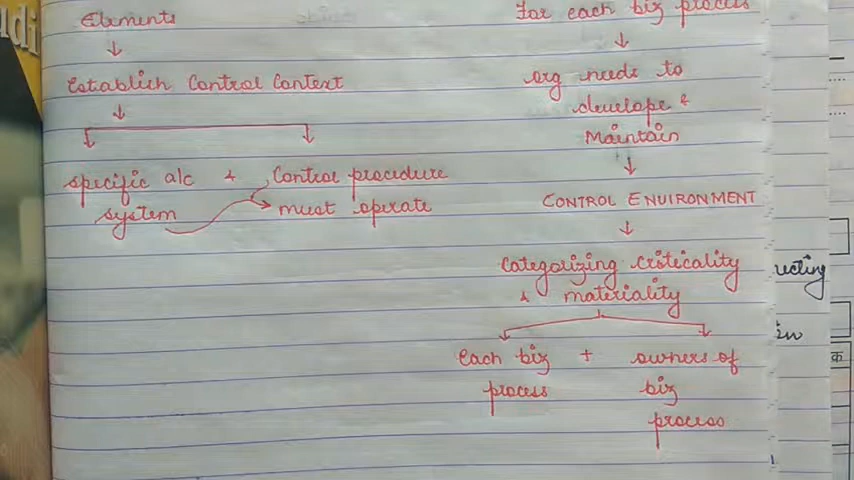 Elements
↓
Establish Control Context
↓
specific a/c & Control procedure
system → must operate
For each biz process
↓
org needs to
develope &
Maintain
↓
CONTROL ENVIRONMENT
↓
Categorizing criticality
& materiality
each biz + owners of
process biz
process
ucting
क